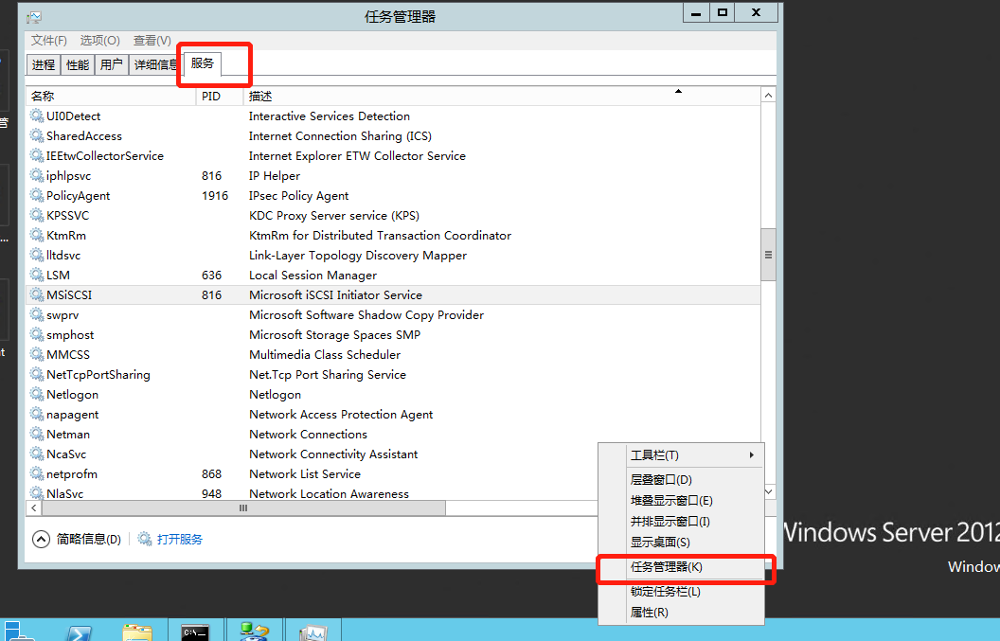 任务管理器
文件(F) 选项(O) 查看(V)
进程 性能 用户 详细信息 服务
名称 PID 描述
UI0Detect Interactive Services Detection
SharedAccess Internet Connection Sharing (ICS)
IEEtwCollectorService Internet Explorer ETW Collector Service
iphlpsvc 816 IP Helper
PolicyAgent 1916 IPsec Policy Agent
KPSSVC KDC Proxy Server service (KPS)
KtmRm KtmRm for Distributed Transaction Coordinator
lltdsvc Link-Layer Topology Discovery Mapper
LSM 636 Local Session Manager
MSiSCSI 816 Microsoft iSCSI Initiator Service
swprv Microsoft Software Shadow Copy Provider
smphost Microsoft Storage Spaces SMP
MMCSS Multimedia Class Scheduler
NetTcpPortSharing Net.Tcp Port Sharing Service
Netlogon Netlogon
napagent Network Access Protection Agent
Netman Network Connections
NcaSvc Network Connectivity Assistant
netprofm 868 Network List Service
NlaSvc 948 Network Location Awareness
简略信息(D) 打开服务
工具栏(T)
层叠窗口(D)
堆叠显示窗口(E)
并排显示窗口(I)
显示桌面(S)
任务管理器(K)
锁定任务栏(L)
属性(R)
Windows Server 2012
Window
管
...
t
C:\